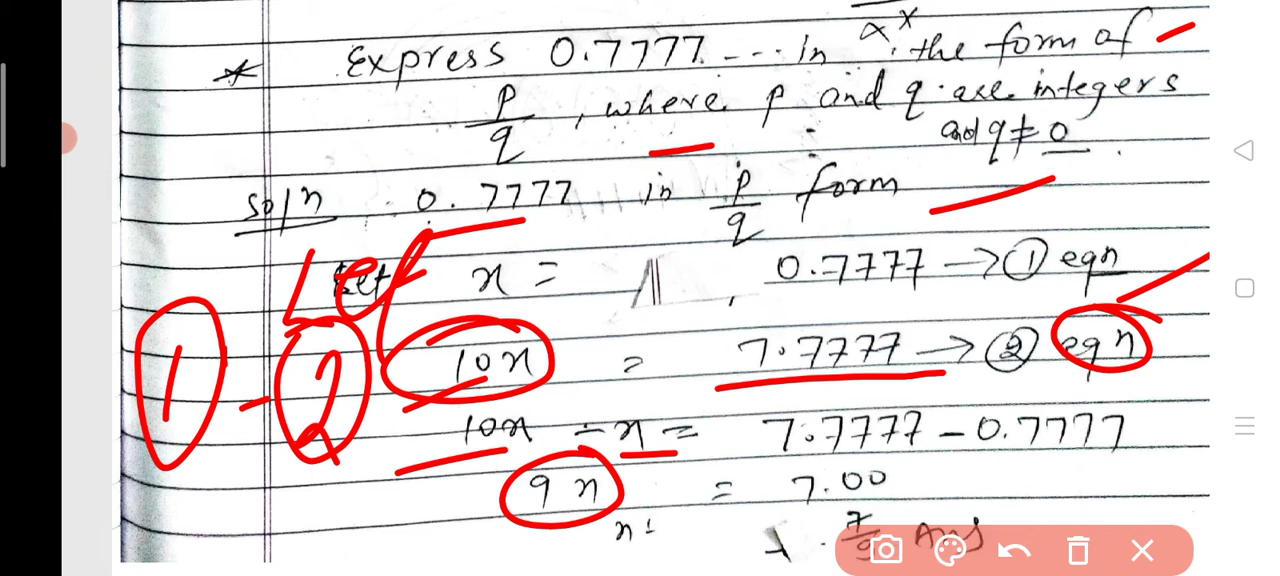 * Express 0.7777 --- in the form of
p/q, where p and q are integers
and q ≠ 0.
Soln 0.7777 in p/q form
Let x = 0.7777 → ① eqn
10x = 7.7777 → ② eqn
1 - 2
10x - x = 7.7777 - 0.7777
9x = 7.00
x = 7/9 Ans